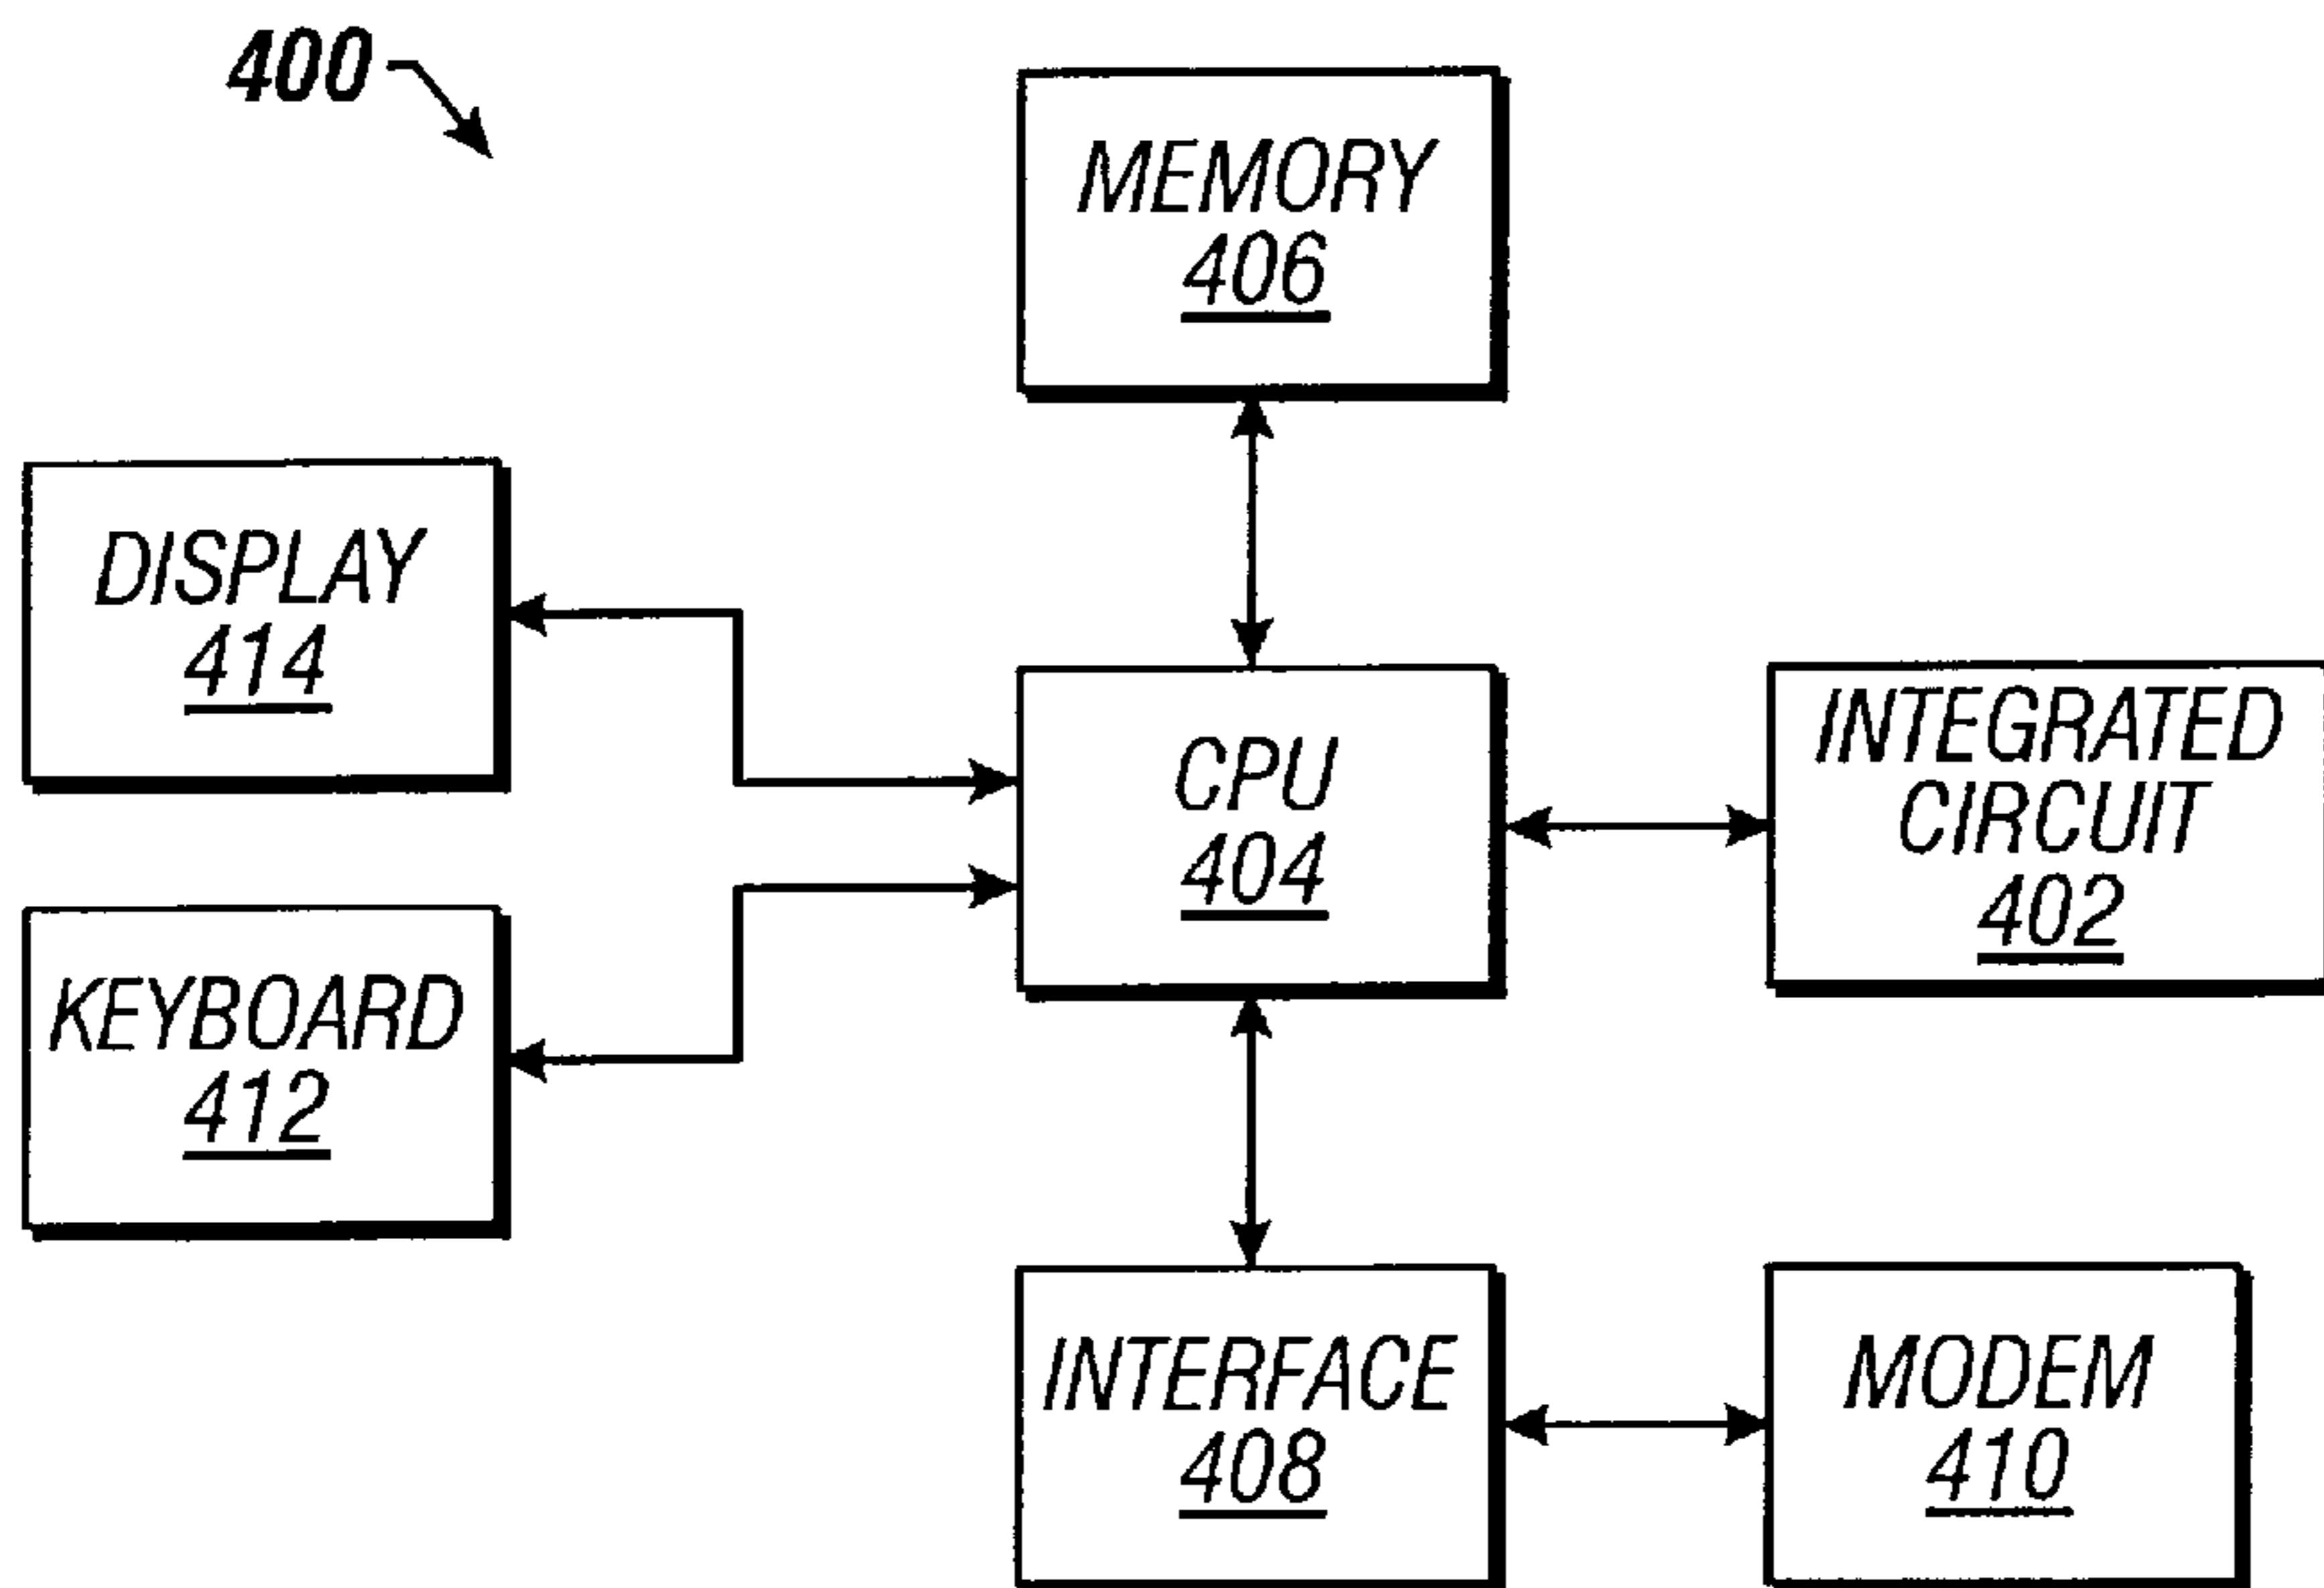 400
MEMORY
406
DISPLAY
414
CPU
404
INTEGRATED
CIRCUIT
402
KEYBOARD
412
INTERFACE
408
MODEM
410